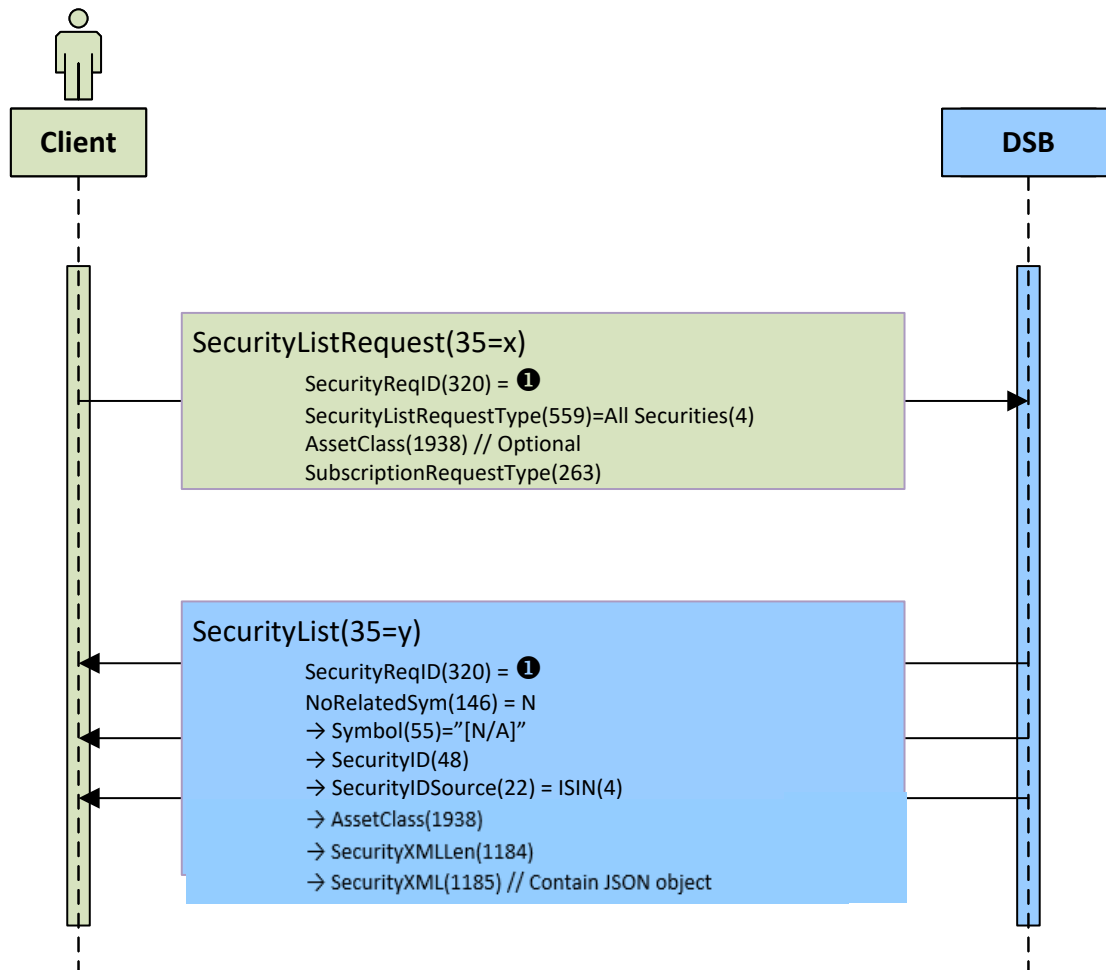 Client
DSB
SecurityListRequest(35=x)
SecurityReqID(320) = ❶
SecurityListRequestType(559)=All Securities(4)
AssetClass(1938) // Optional
SubscriptionRequestType(263)
SecurityList(35=y)
SecurityReqID(320) = ❶
NoRelatedSym(146) = N
→ Symbol(55)=”[N/A]”
→ SecurityID(48)
→ SecurityIDSource(22) = ISIN(4)
→ AssetClass(1938)
→ SecurityXMLLen(1184)
→ SecurityXML(1185) // Contain JSON object